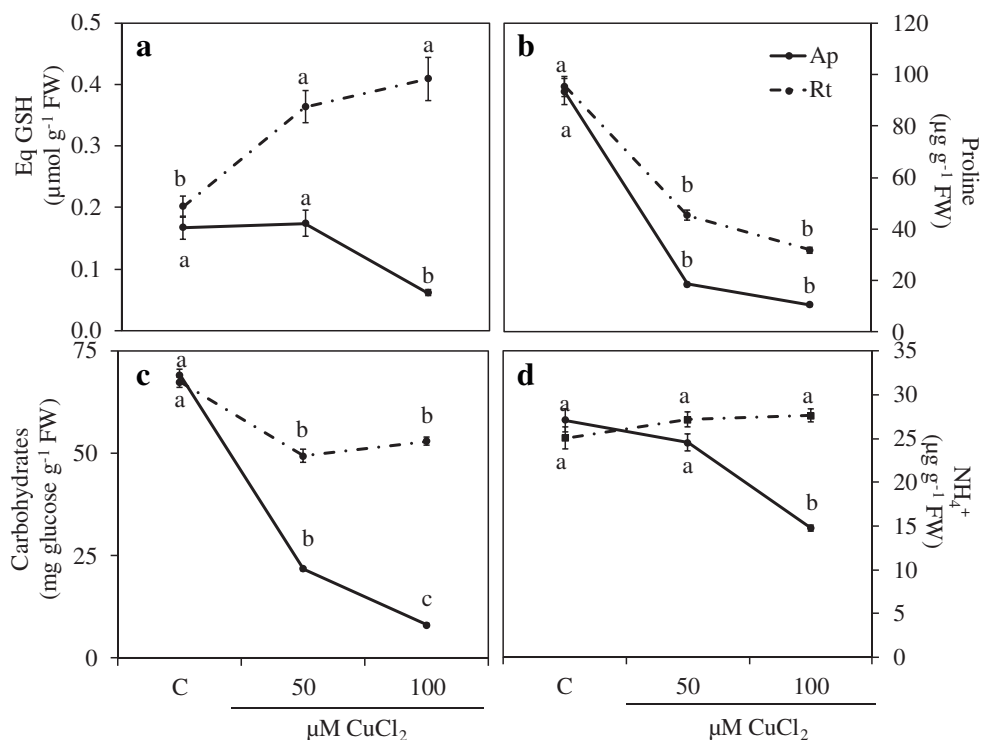 a
0.5
0.4
0.3
0.2
0.1
0.0
Eq GSH
(μmol g⁻¹ FW)
a
a
b
a
a
b
b
Ap
Rt
120
100
80
60
40
20
0
Proline
(μg g⁻¹ FW)
a
a
b
b
b
b
c
75
50
25
0
Carbohydrates
(mg glucose g⁻¹ FW)
a
a
b
b
b
c
C
50
100
μM CuCl₂
d
35
30
25
20
15
10
5
0
NH₄⁺
(μg g⁻¹ FW)
a
a
a
a
a
b
C
50
100
μM CuCl₂